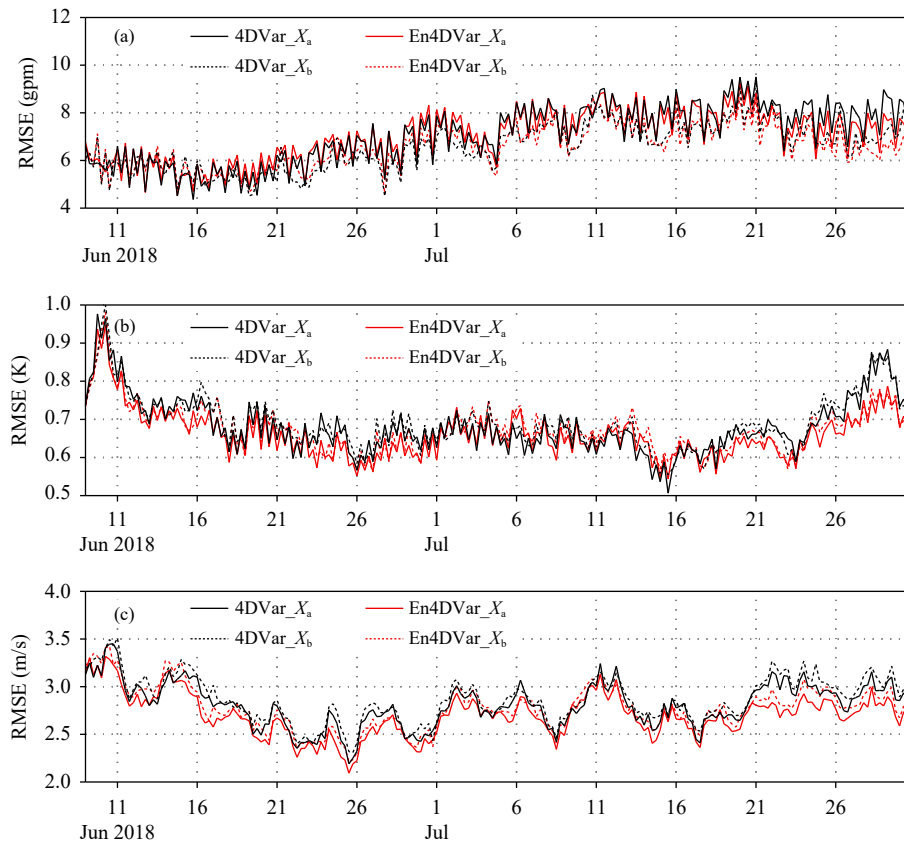 12
(a)
4DVar_Xa
En4DVar_Xa
10
4DVar_Xb
En4DVar_Xb
RMSE (gpm)
8
6
4
11 16 21 26 1 6 11 16 21 26
Jun 2018 Jul
1.0
(b)
4DVar_Xa
En4DVar_Xa
0.9
4DVar_Xb
En4DVar_Xb
0.8
RMSE (K)
0.7
0.6
0.5
11 16 21 26 1 6 11 16 21 26
Jun 2018 Jul
4.0
(c)
4DVar_Xa
En4DVar_Xa
3.5
4DVar_Xb
En4DVar_Xb
RMSE (m/s)
3.0
2.5
2.0
11 16 21 26 1 6 11 16 21 26
Jun 2018 Jul